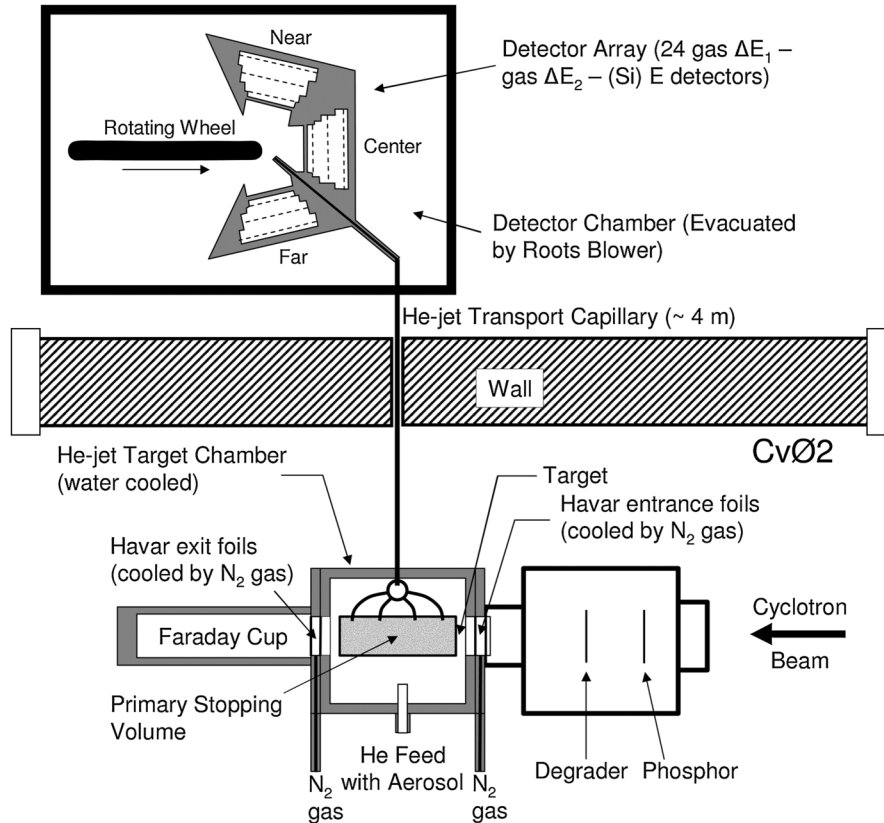 Near
Detector Array (24 gas ΔE₁ –
gas ΔE₂ – (Si) E detectors)
Rotating Wheel
Center
Detector Chamber (Evacuated
by Roots Blower)
Far
He-jet Transport Capillary (~ 4 m)
Wall
CvØ2
He-jet Target Chamber
(water cooled)
Target
Havar entrance foils
(cooled by N₂ gas)
Havar exit foils
(cooled by N₂ gas)
Cyclotron
Beam
Faraday Cup
Primary Stopping
Volume
He Feed
with Aerosol
N₂
gas
N₂
gas
Degrader
Phosphor